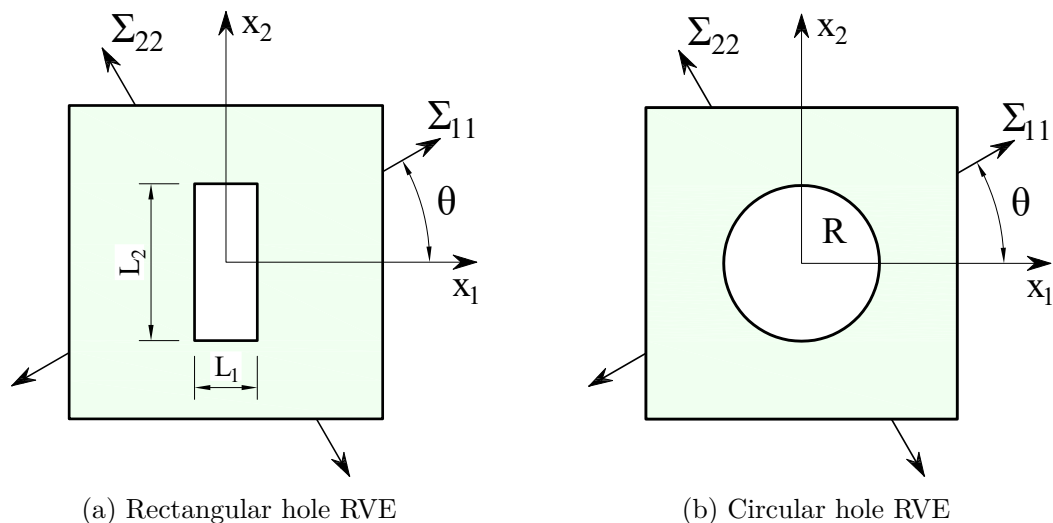 Σ22
x2
Σ11
θ
x1
L2
L1
(a) Rectangular hole RVE
Σ22
x2
Σ11
θ
R
x1
(b) Circular hole RVE